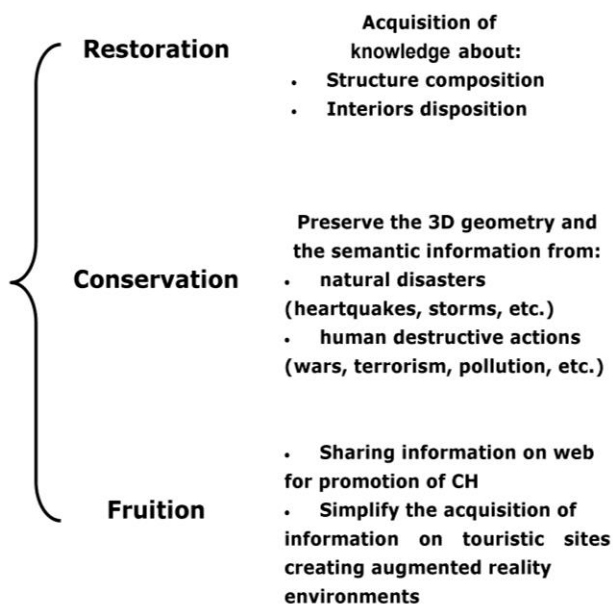 Restoration
Acquisition of
knowledge about:
• Structure composition
• Interiors disposition
Conservation
Preserve the 3D geometry and
the semantic information from:
• natural disasters
(heartquakes, storms, etc.)
• human destructive actions
(wars, terrorism, pollution, etc.)
Fruition
• Sharing information on web
for promotion of CH
• Simplify the acquisition of
information on touristic sites
creating augmented reality
environments